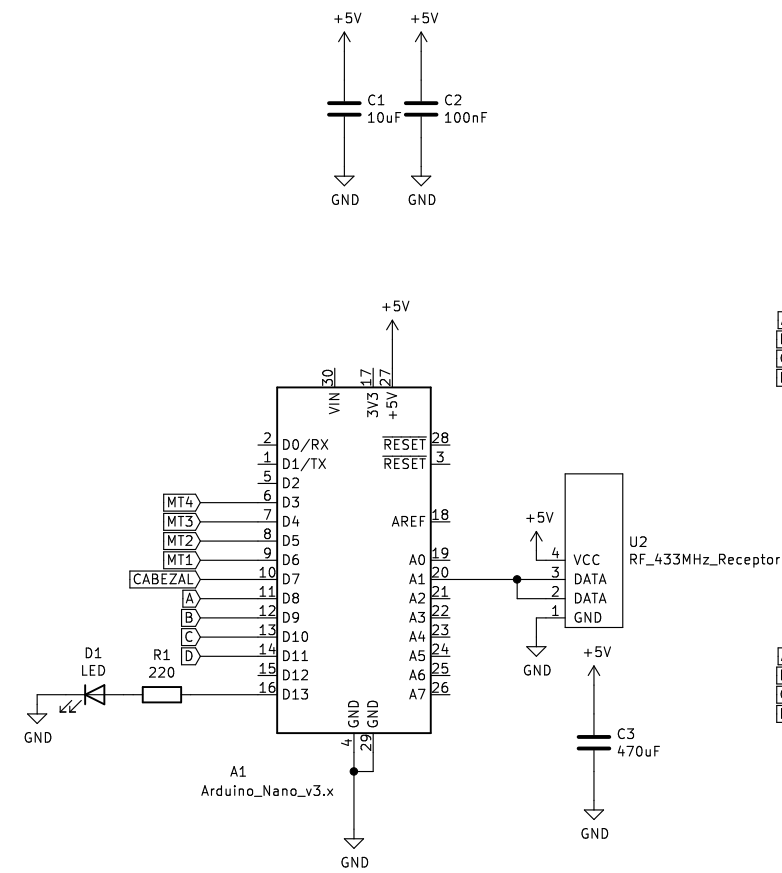 +5V +5V
C1 C2
10uF 100nF
GND GND
+5V
30 17 27
VIN 3V3 +5V
2 D0/RX RESET 28
1 D1/TX RESET 3
5 D2
MT4 6 D3
MT3 7 D4 AREF 18
MT2 8 D5
MT1 9 D6 A0 19
CABEZAL 10 D7 A1 20
A 11 D8 A2 21
B 12 D9 A3 22
C 13 D10 A4 23
D 14 D11 A5 24
15 D12 A6 25
16 D13 A7 26
GND GND
4 29
D1
LED
R1
220
GND
A1
Arduino_Nano_v3.x
GND
+5V
U2
RF_433MHz_Receptor
4 VCC
3 DATA
2 DATA
1 GND
GND
+5V
C3
470uF
GND